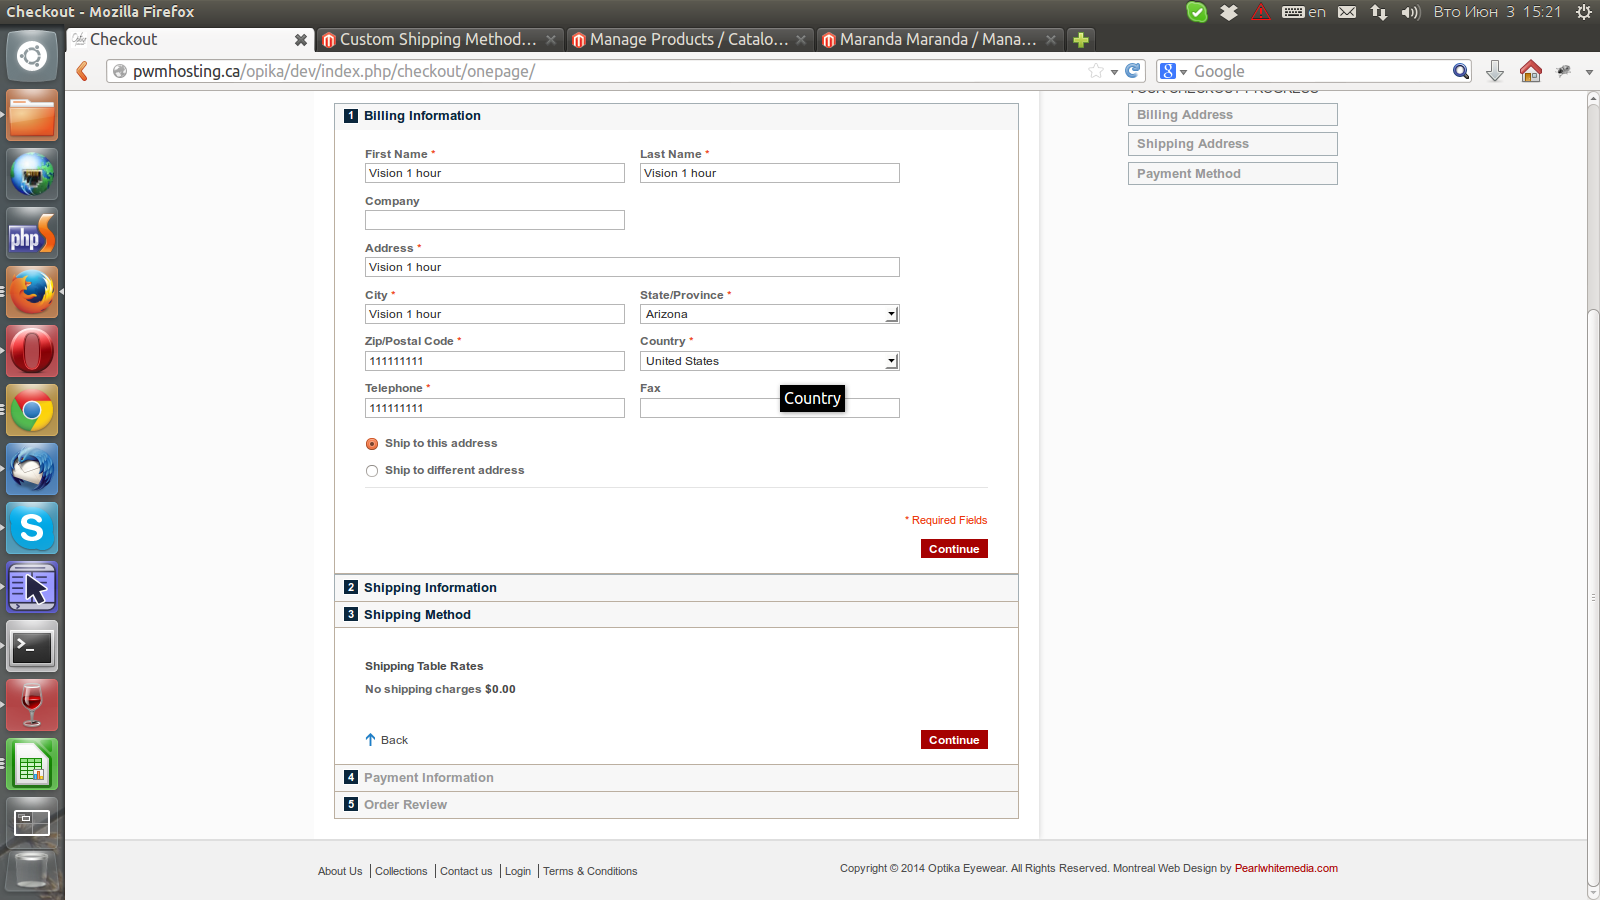 Checkout - Mozilla Firefox
en
Вто Июн 3 15:21
Checkout
Custom Shipping Method...
Manage Products / Catalo...
Maranda Maranda / Mana...
pwmhosting.ca/opika/dev/index.php/checkout/onepage/
Google
YOUR CHECKOUT PROGRESS
Billing Address
Shipping Address
Payment Method
1 Billing Information
First Name *
Last Name *
Vision 1 hour
Vision 1 hour
Company
Address *
Vision 1 hour
City *
State/Province *
Vision 1 hour
Arizona
Zip/Postal Code *
Country *
111111111
United States
Telephone *
Fax
Country
111111111
Ship to this address
Ship to different address
* Required Fields
Continue
2 Shipping Information
3 Shipping Method
Shipping Table Rates
No shipping charges $0.00
Back
Continue
4 Payment Information
5 Order Review
About Us
Collections
Contact us
Login
Terms & Conditions
Copyright © 2014 Optika Eyewear. All Rights Reserved. Montreal Web Design by Pearlwhitemedia.com
php